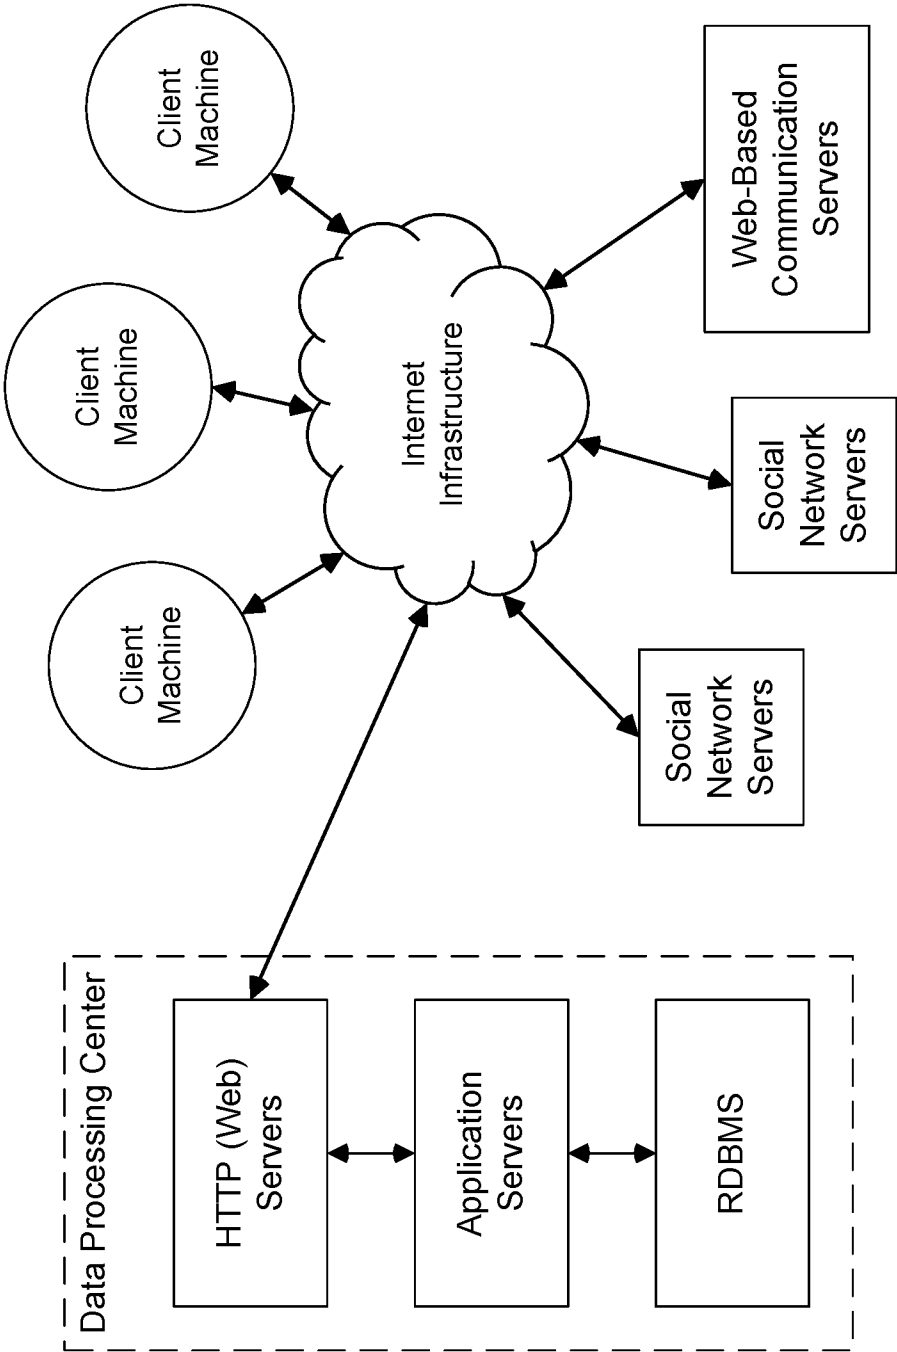 Data Processing Center
HTTP (Web)
Servers
Application
Servers
RDBMS
Client
Machine
Client
Machine
Client
Machine
Internet
Infrastructure
Social
Network
Servers
Social
Network
Servers
Web-Based
Communication
Servers